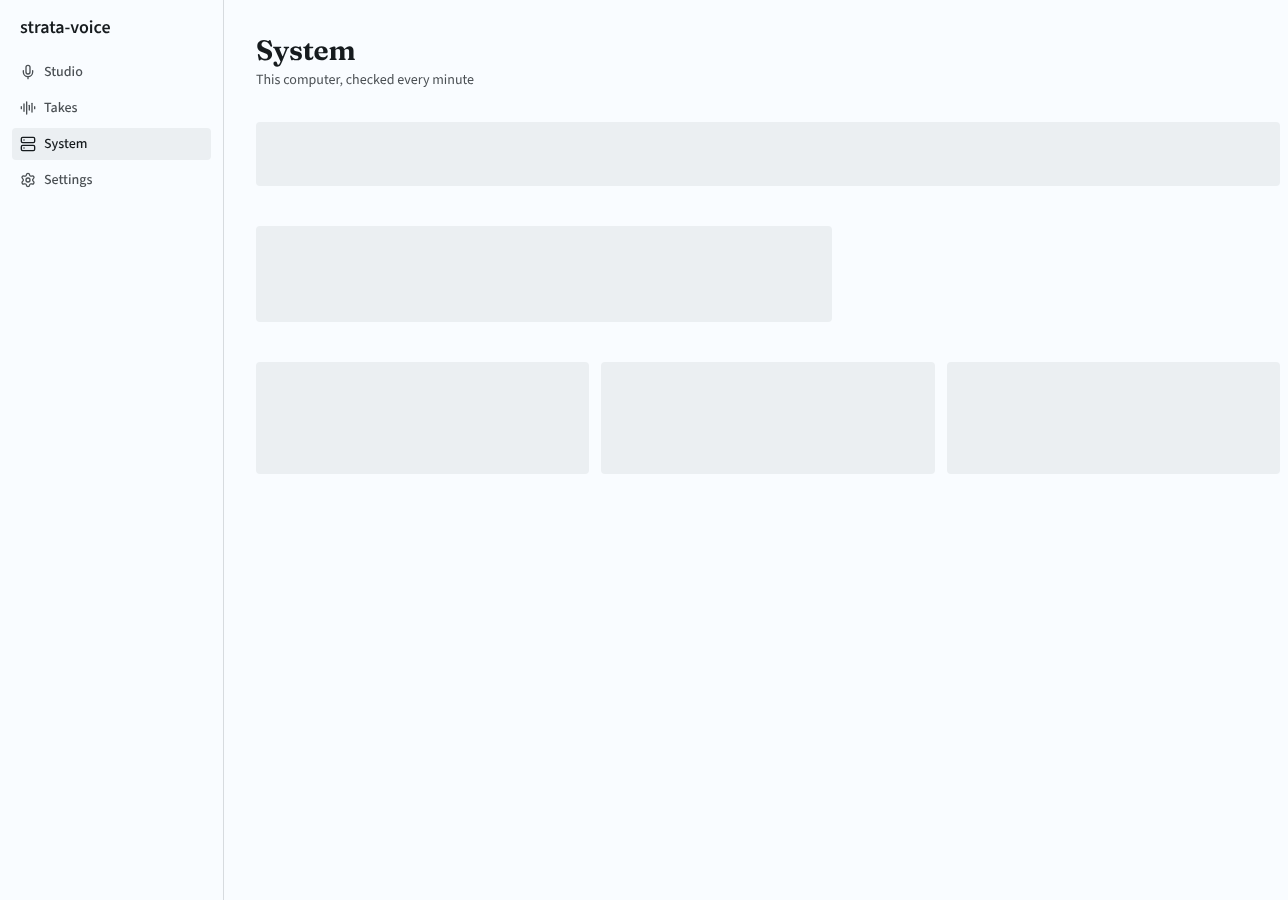 strata-voice
Studio
Takes
System
Settings
System
This computer, checked every minute